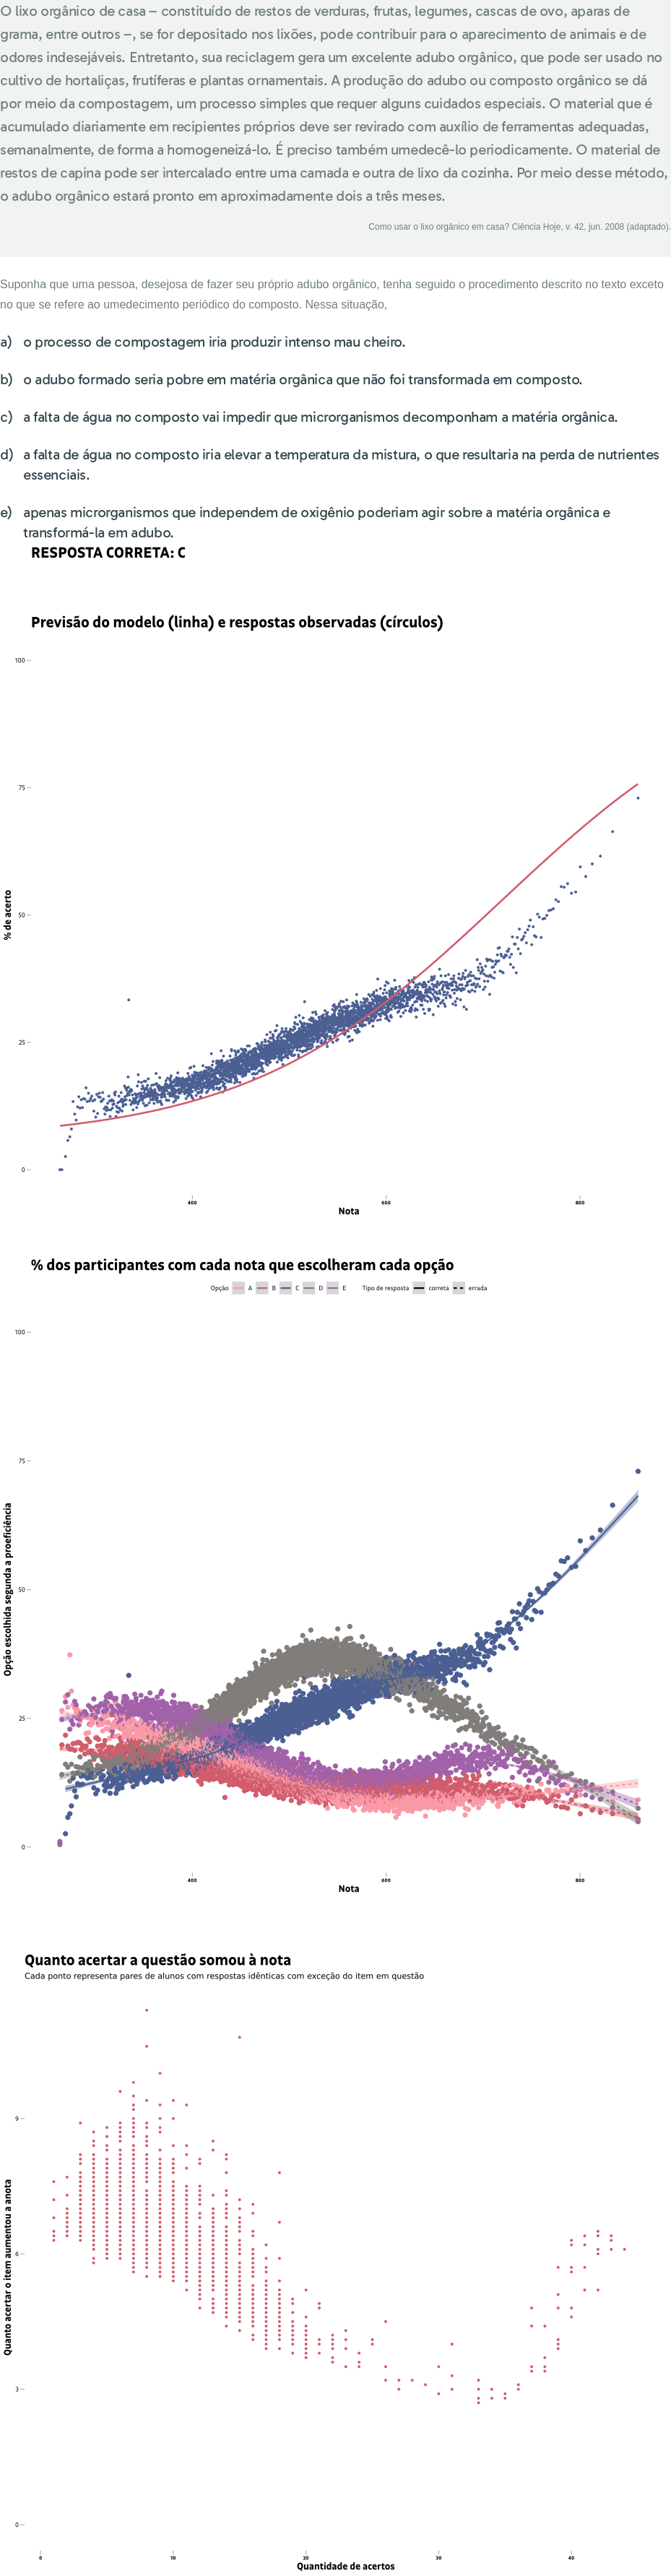 O lixo orgânico de casa – constituído de restos de verduras, frutas, legumes, cascas de ovo, aparas de
grama, entre outros –, se for depositado nos lixões, pode contribuir para o aparecimento de animais e de
odores indesejáveis. Entretanto, sua reciclagem gera um excelente adubo orgânico, que pode ser usado no
cultivo de hortaliças, frutíferas e plantas ornamentais. A produção do adubo ou composto orgânico se dá
por meio da compostagem, um processo simples que requer alguns cuidados especiais. O material que é
acumulado diariamente em recipientes próprios deve ser revirado com auxílio de ferramentas adequadas,
semanalmente, de forma a homogeneizá-lo. É preciso também umedecê-lo periodicamente. O material de
restos de capina pode ser intercalado entre uma camada e outra de lixo da cozinha. Por meio desse método,
o adubo orgânico estará pronto em aproximadamente dois a três meses.
Como usar o lixo orgânico em casa? Ciência Hoje, v. 42, jun. 2008 (adaptado).
Suponha que uma pessoa, desejosa de fazer seu próprio adubo orgânico, tenha seguido o procedimento descrito no texto exceto
no que se refere ao umedecimento periódico do composto. Nessa situação,
a) o processo de compostagem iria produzir intenso mau cheiro.
b) o adubo formado seria pobre em matéria orgânica que não foi transformada em composto.
c) a falta de água no composto vai impedir que microrganismos decomponham a matéria orgânica.
d) a falta de água no composto iria elevar a temperatura da mistura, o que resultaria na perda de nutrientes
essenciais.
e) apenas microrganismos que independem de oxigênio poderiam agir sobre a matéria orgânica e
transformá-la em adubo.
RESPOSTA CORRETA: C
Previsão do modelo (linha) e respostas observadas (círculos)
100
75
50
25
0
% de acerto
400 600 800
Nota
% dos participantes com cada nota que escolheram cada opção
Opção A B C D E Tipo de resposta correta errada
100
75
50
25
0
Opção escolhida segunda a proeficiência
400 600 800
Nota
Quanto acertar a questão somou à nota
Cada ponto representa pares de alunos com respostas idênticas com exceção do item em questão
9
6
3
0
Quanto acertar o item aumentou a anota
0 10 20 30 40
Quantidade de acertos